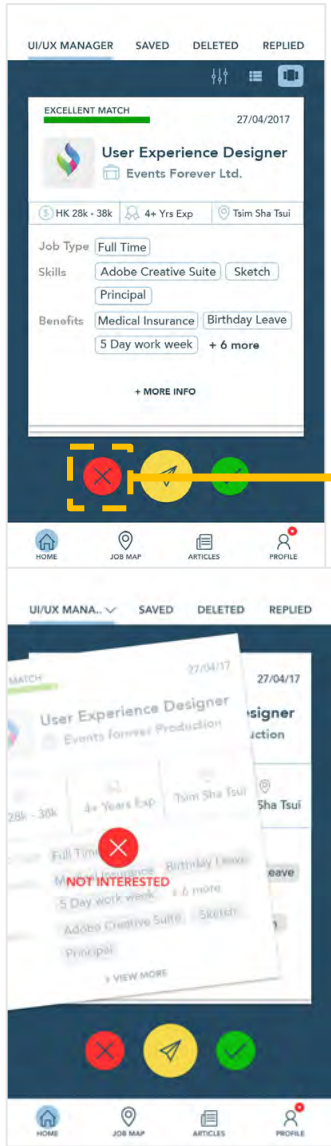 UI/UX MANAGER SAVED DELETED REPLIED
EXCELLENT MATCH
27/04/2017
User Experience Designer
Events Forever Ltd.
$ HK 28k - 38k 4+ Yrs Exp Tsim Sha Tsui
Job Type Full Time
Skills Adobe Creative Suite Sketch
Principal
Benefits Medical Insurance Birthday Leave
5 Day work week + 6 more
+ MORE INFO
HOME JOB MAP ARTICLES PROFILE
UI/UX MANA.. SAVED DELETED REPLIED
MATCH 27/04/17 27/04/17
User Experience Designer signer
Events Forever Production uction
28k - 38k 4+ Years Exp Tsim Sha Tsui Sha Tsui
Full Time
Medical Insurance Birthday Leave eave
NOT INTERESTED
5 Day work week + 6 more
Adobe Creative Suite Sketch
Principal
+ VIEW MORE
HOME JOB MAP ARTICLES PROFILE